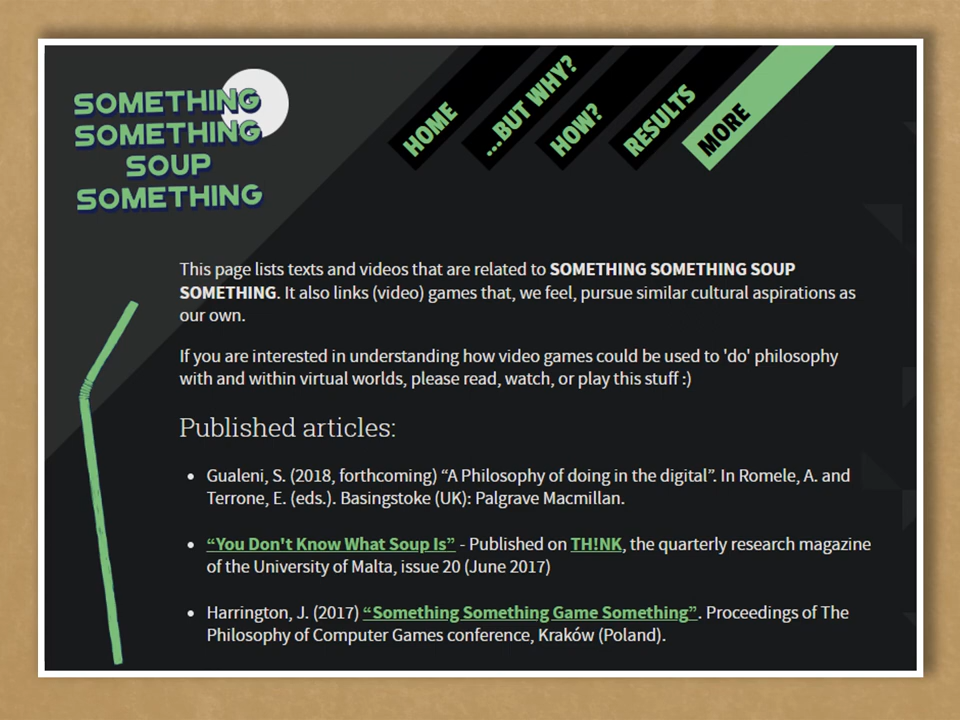 SOMETHING
SOMETHING
SOUP
SOMETHING
HOME
...BUT WHY?
HOW?
RESULTS
MORE
This page lists texts and videos that are related to SOMETHING SOMETHING SOUP
SOMETHING. It also links (video) games that, we feel, pursue similar cultural aspirations as
our own.
If you are interested in understanding how video games could be used to 'do' philosophy
with and within virtual worlds, please read, watch, or play this stuff :)
Published articles:
• Gualeni, S. (2018, forthcoming) “A Philosophy of doing in the digital”. In Romele, A. and
Terrone, E. (eds.). Basingstoke (UK): Palgrave Macmillan.
• “You Don't Know What Soup Is” - Published on TH!NK, the quarterly research magazine
of the University of Malta, issue 20 (June 2017)
• Harrington, J. (2017) “Something Something Game Something”. Proceedings of The
Philosophy of Computer Games conference, Kraków (Poland).